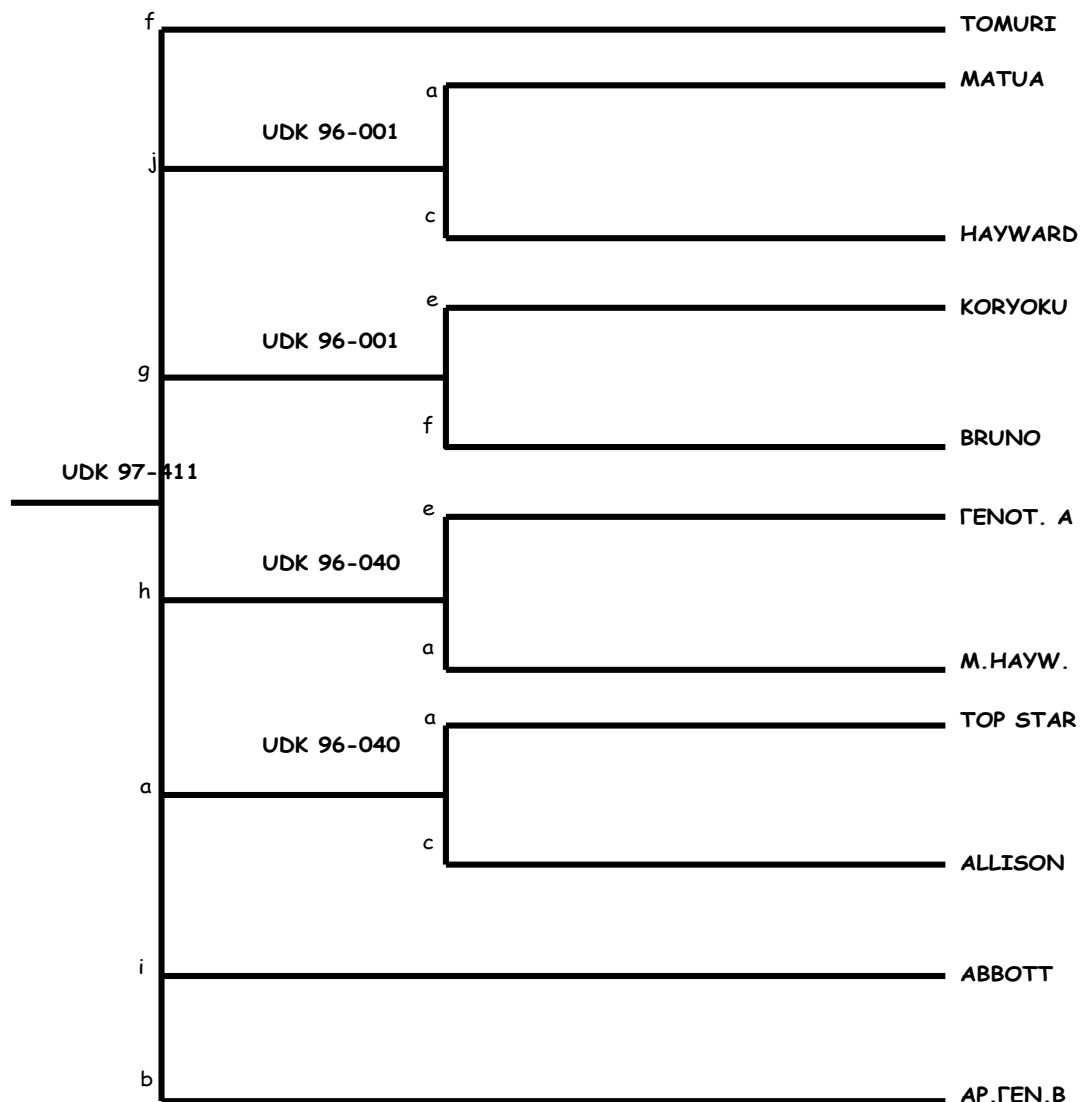 f
TOMURI
MATUA
a
UDK 96-001
j
c
HAYWARD
e
KORYOKU
UDK 96-001
g
f
BRUNO
UDK 97-411
e
ΓΕΝΟΤ. Α
UDK 96-040
h
a
M.HAYW.
a
TOP STAR
UDK 96-040
a
c
ALLISON
i
ABBOTT
b
ΑΡ.ΓΕΝ.Β